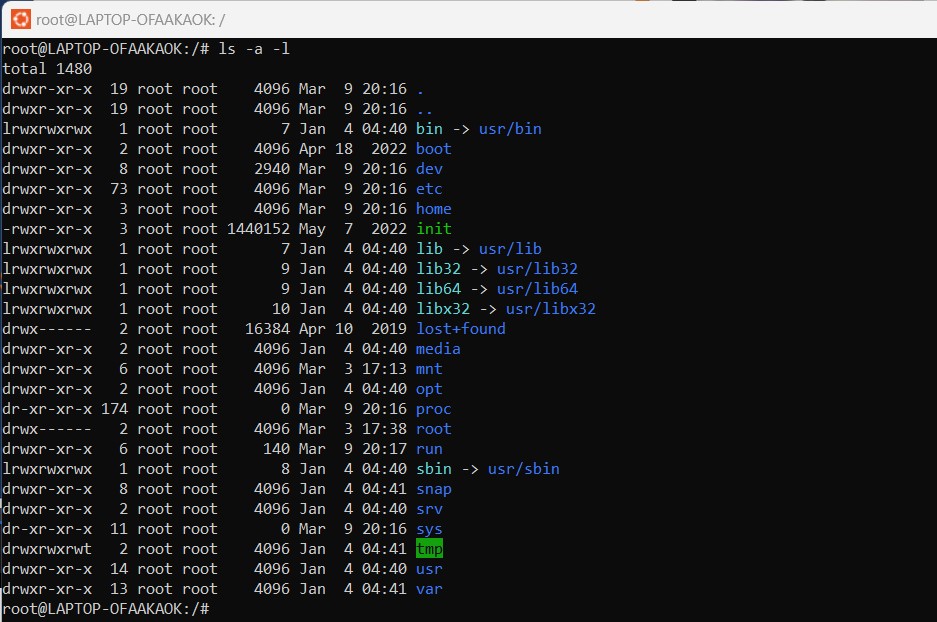 root@LAPTOP-OFAAKAOK: /
root@LAPTOP-OFAAKAOK:/# ls -a -l
total 1480
drwxr-xr-x  19 root root    4096 Mar  9 20:16 .
drwxr-xr-x  19 root root    4096 Mar  9 20:16 ..
lrwxrwxrwx   1 root root       7 Jan  4 04:40 bin -> usr/bin
drwxr-xr-x   2 root root    4096 Apr 18  2022 boot
drwxr-xr-x   8 root root    2940 Mar  9 20:16 dev
drwxr-xr-x  73 root root    4096 Mar  9 20:16 etc
drwxr-xr-x   3 root root    4096 Mar  9 20:16 home
-rwxr-xr-x   3 root root 1440152 May  7  2022 init
lrwxrwxrwx   1 root root       7 Jan  4 04:40 lib -> usr/lib
lrwxrwxrwx   1 root root       9 Jan  4 04:40 lib32 -> usr/lib32
lrwxrwxrwx   1 root root       9 Jan  4 04:40 lib64 -> usr/lib64
lrwxrwxrwx   1 root root      10 Jan  4 04:40 libx32 -> usr/libx32
drwx------   2 root root   16384 Apr 10  2019 lost+found
drwxr-xr-x   2 root root    4096 Jan  4 04:40 media
drwxr-xr-x   6 root root    4096 Mar  3 17:13 mnt
drwxr-xr-x   2 root root    4096 Jan  4 04:40 opt
dr-xr-xr-x 174 root root       0 Mar  9 20:16 proc
drwx------   2 root root    4096 Mar  3 17:38 root
drwxr-xr-x   6 root root     140 Mar  9 20:17 run
lrwxrwxrwx   1 root root       8 Jan  4 04:40 sbin -> usr/sbin
drwxr-xr-x   8 root root    4096 Jan  4 04:41 snap
drwxr-xr-x   2 root root    4096 Jan  4 04:40 srv
dr-xr-xr-x  11 root root       0 Mar  9 20:16 sys
drwxrwxrwt   2 root root    4096 Jan  4 04:41 tmp
drwxr-xr-x  14 root root    4096 Jan  4 04:40 usr
drwxr-xr-x  13 root root    4096 Jan  4 04:41 var
root@LAPTOP-OFAAKAOK:/#